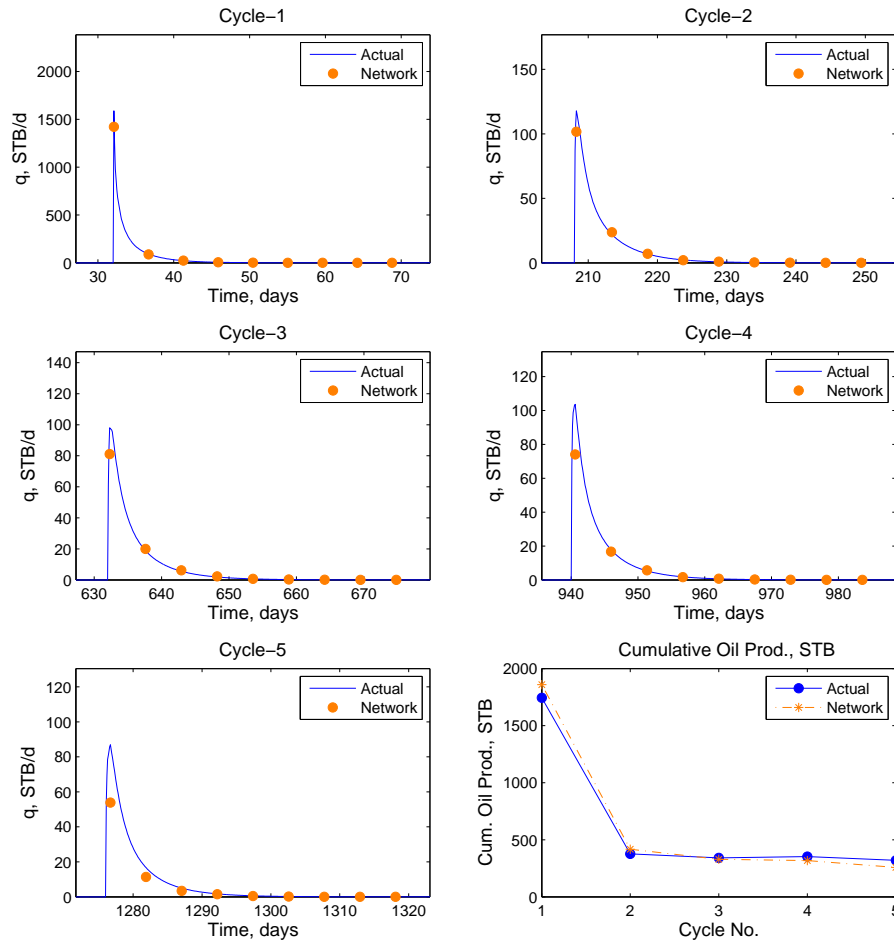 Cycle−1
Cycle−2
2000
1500
1000
500
0
q, STB/d
Actual
Network
30
40
50
60
70
Time, days
150
100
50
0
q, STB/d
Actual
Network
210
220
230
240
250
Time, days
Cycle−3
Cycle−4
140
120
100
80
60
40
20
0
q, STB/d
Actual
Network
630
640
650
660
670
Time, days
120
100
80
60
40
20
0
q, STB/d
Actual
Network
940
950
960
970
980
Time, days
Cycle−5
Cumulative Oil Prod., STB
120
100
80
60
40
20
0
q, STB/d
Actual
Network
1280
1290
1300
1310
1320
Time, days
2000
1500
1000
500
0
Cum. Oil Prod., STB
Actual
Network
1
2
3
4
5
Cycle No.